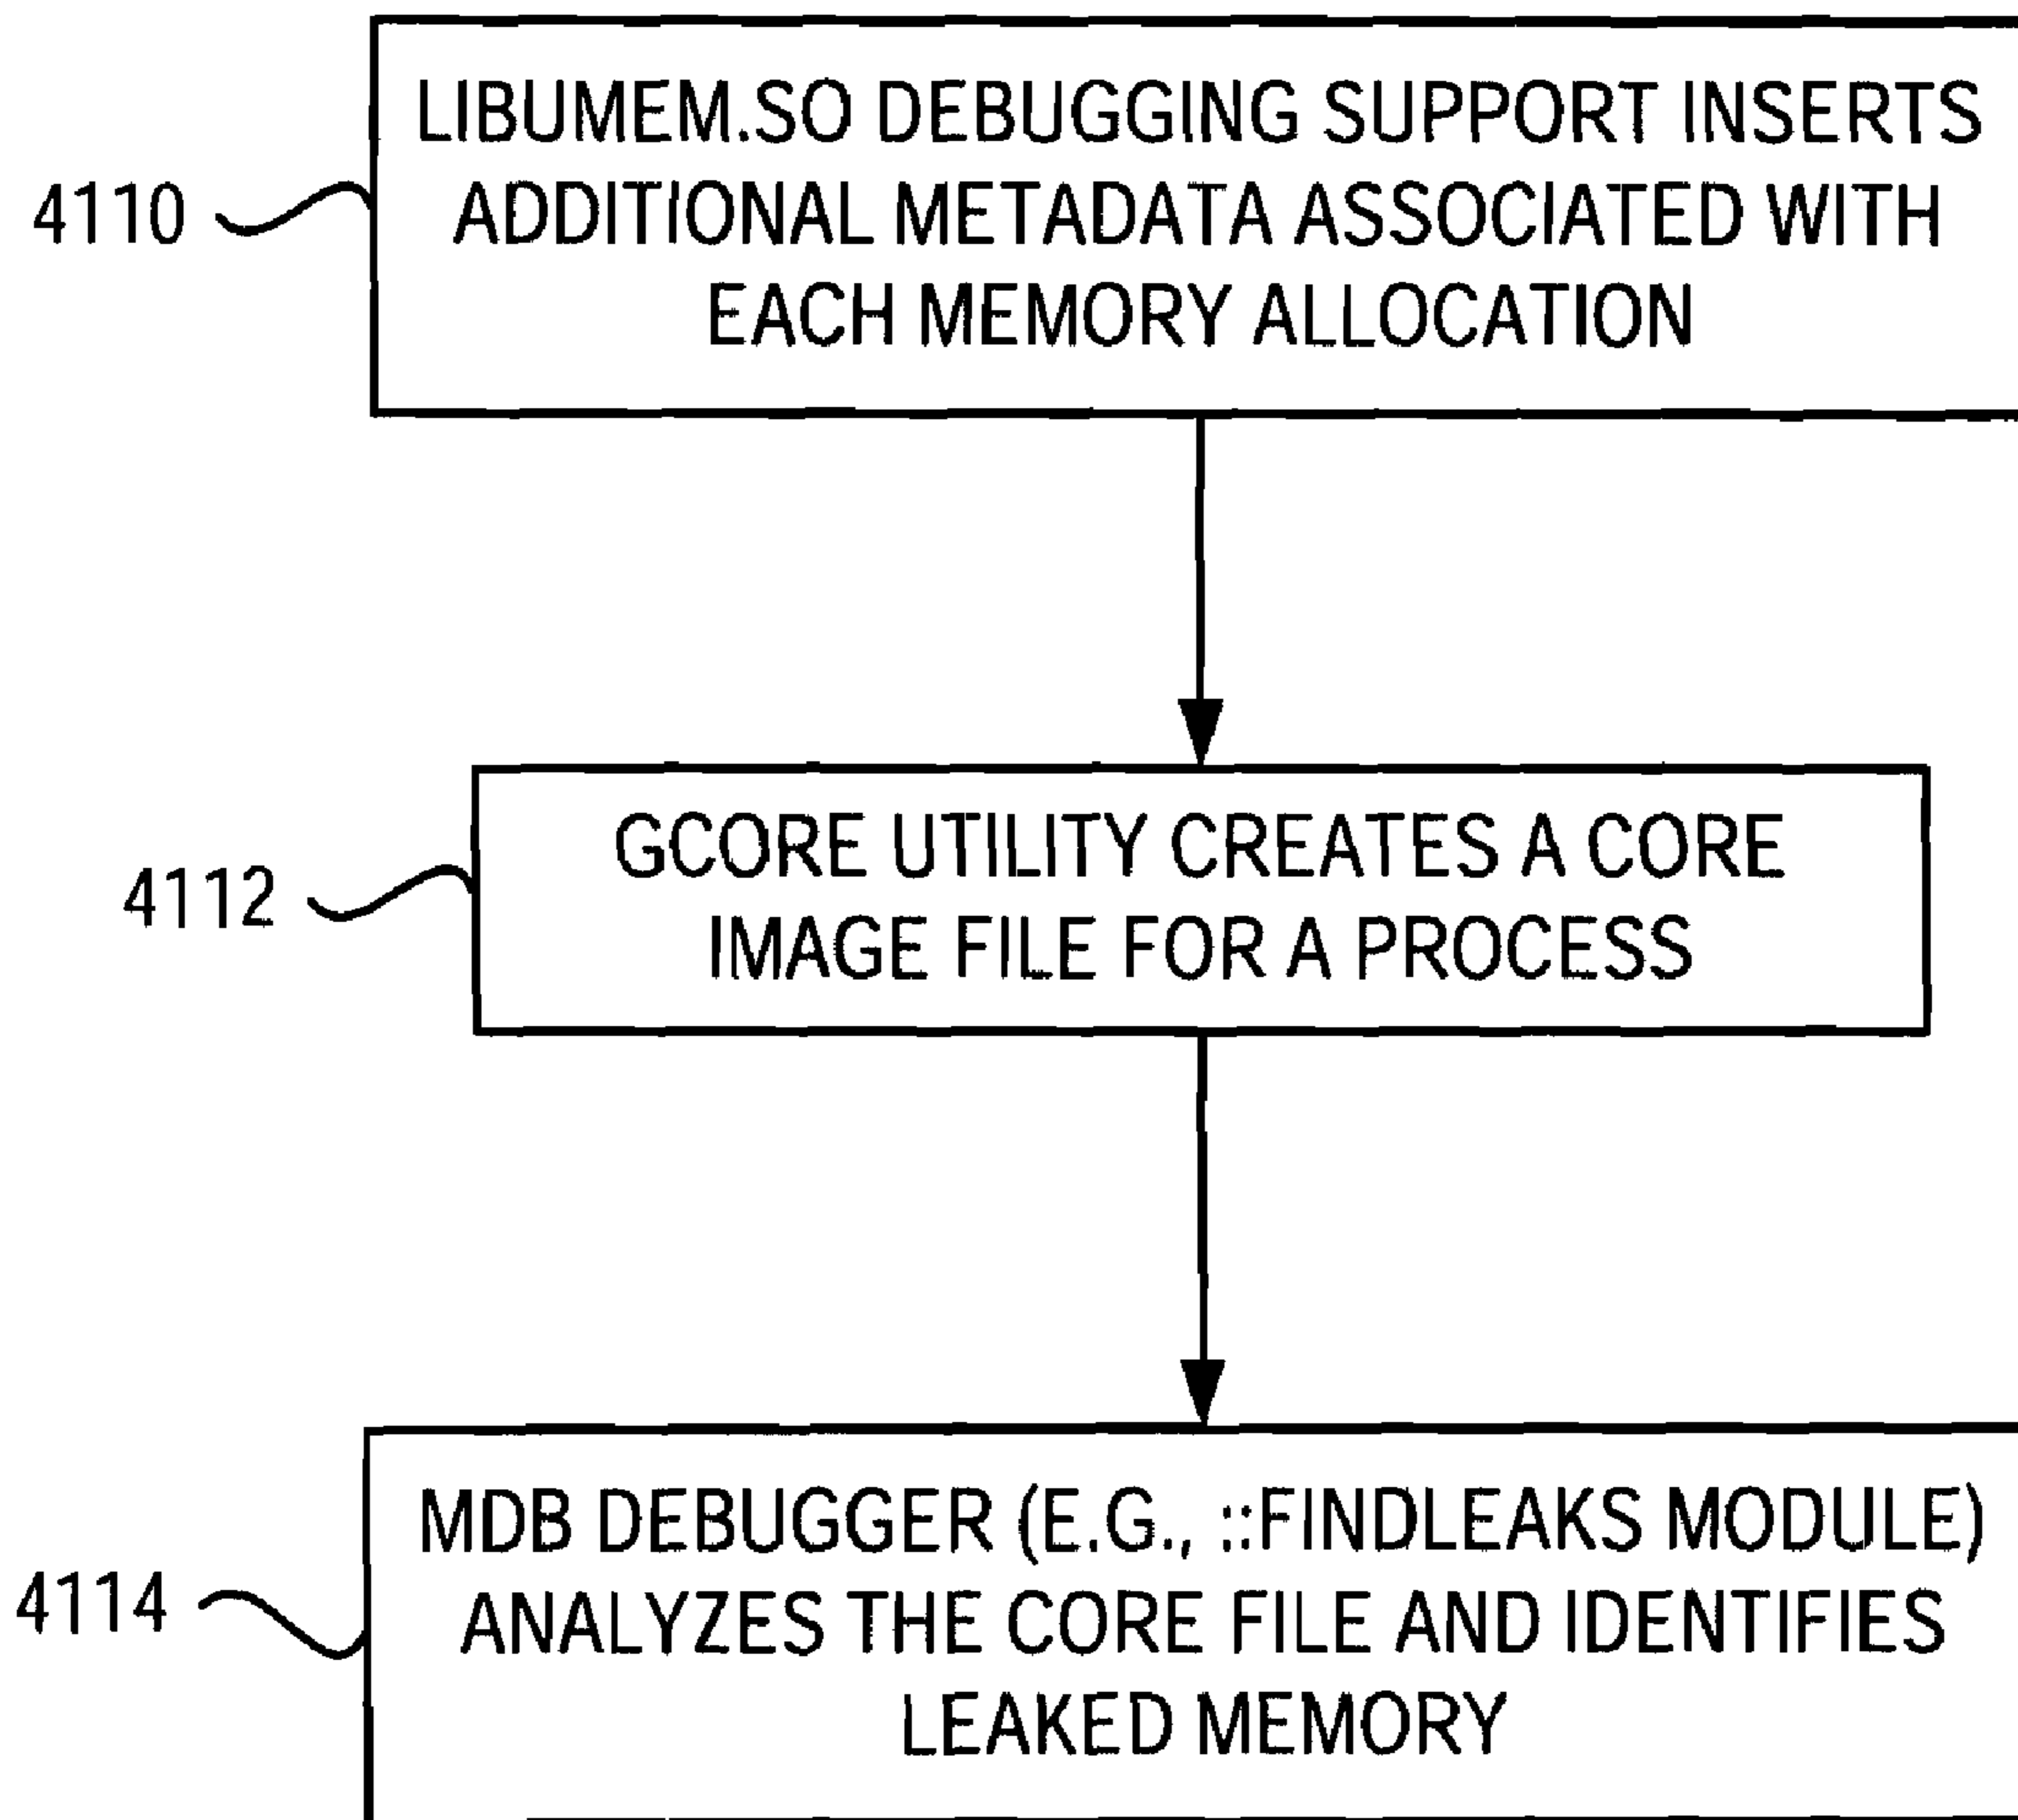 LIBUMEM.SO DEBUGGING SUPPORT INSERTS
ADDITIONAL METADATA ASSOCIATED WITH
EACH MEMORY ALLOCATION
4110
GCORE UTILITY CREATES A CORE
IMAGE FILE FOR A PROCESS
4112
MDB DEBUGGER (E.G., ::FINDLEAKS MODULE)
ANALYZES THE CORE FILE AND IDENTIFIES
LEAKED MEMORY
4114